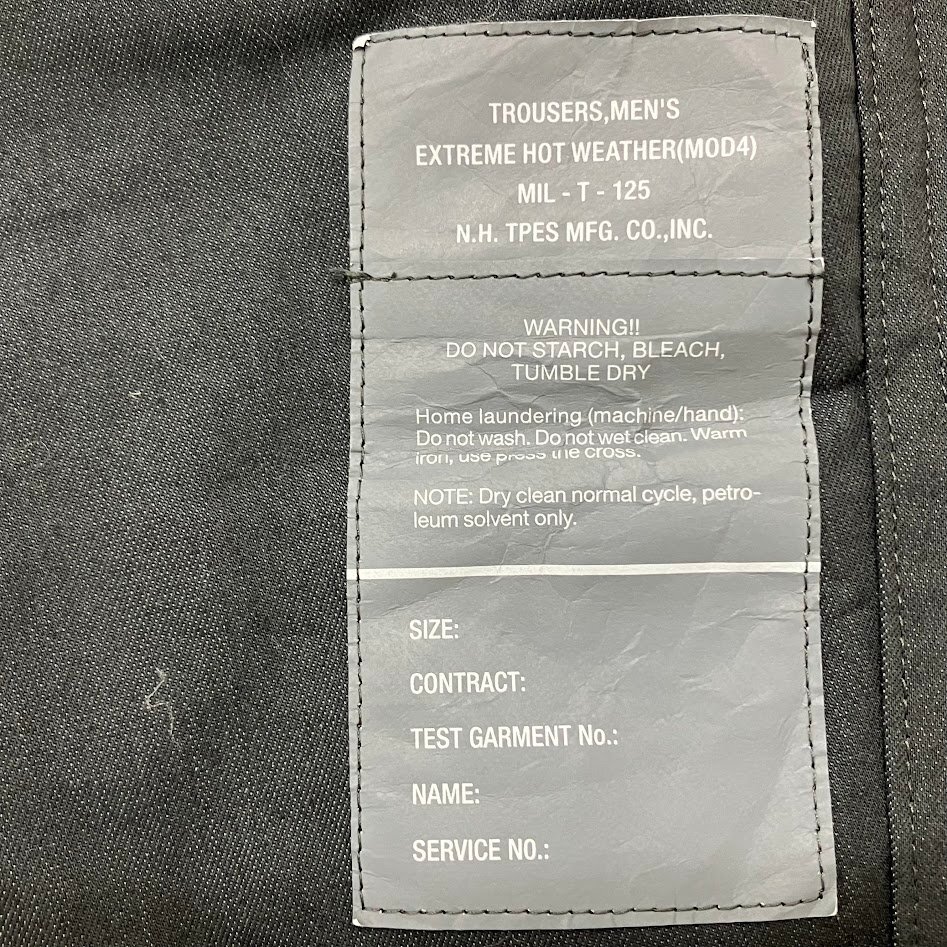 TROUSERS,MEN'S
EXTREME HOT WEATHER(MOD4)
MIL - T - 125
N.H. TPES MFG. CO.,INC.
WARNING!!
DO NOT STARCH, BLEACH,
TUMBLE DRY
Home laundering (machine/hand):
Do not wash. Do not wet clean. Warm
iron, use press the cross.
NOTE: Dry clean normal cycle, petro-
leum solvent only.
SIZE:
CONTRACT:
TEST GARMENT No.:
NAME:
SERVICE NO.: